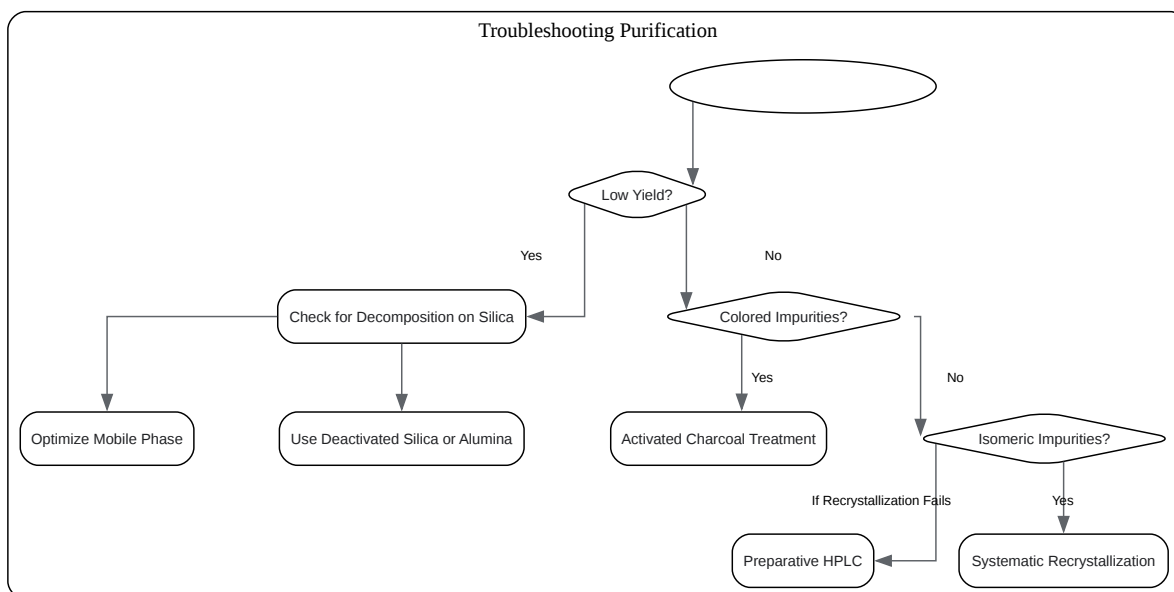 Troubleshooting Purification
Low Yield?
Yes
No
Check for Decomposition on Silica
Colored Impurities?
Yes
No
Optimize Mobile Phase
Use Deactivated Silica or Alumina
Activated Charcoal Treatment
Isomeric Impurities?
If Recrystallization Fails
Yes
Preparative HPLC
Systematic Recrystallization